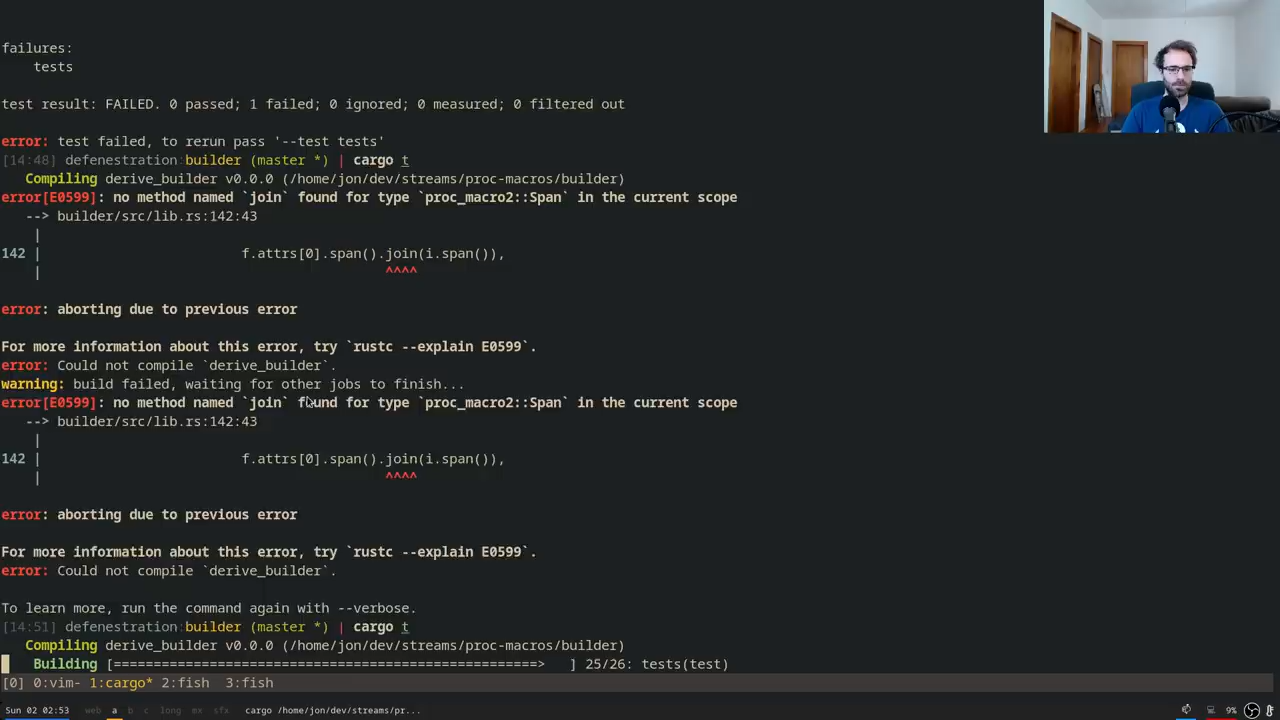 failures:
    tests
test result: FAILED. 0 passed; 1 failed; 0 ignored; 0 measured; 0 filtered out
error: test failed, to rerun pass '--test tests'
[14:48] defenestration:builder (master *) | cargo t
   Compiling derive_builder v0.0.0 (/home/jon/dev/streams/proc-macros/builder)
error[E0599]: no method named `join` found for type `proc_macro2::Span` in the current scope
   --> builder/src/lib.rs:142:43
    |
142 |                         f.attrs[0].span().join(i.span()),
    |                                           ^^^^
error: aborting due to previous error
For more information about this error, try `rustc --explain E0599`.
error: Could not compile `derive_builder`.
warning: build failed, waiting for other jobs to finish...
error[E0599]: no method named `join` found for type `proc_macro2::Span` in the current scope
   --> builder/src/lib.rs:142:43
    |
142 |                         f.attrs[0].span().join(i.span()),
    |                                           ^^^^
error: aborting due to previous error
For more information about this error, try `rustc --explain E0599`.
error: Could not compile `derive_builder`.
To learn more, run the command again with --verbose.
[14:51] defenestration:builder (master *) | cargo t
   Compiling derive_builder v0.0.0 (/home/jon/dev/streams/proc-macros/builder)
    Building [=====================================================>   ] 25/26: tests(test)
[0] 0:vim- 1:cargo* 2:fish  3:fish
Sun 02 02:53 web a b c long mx sfx cargo /home/jon/dev/streams/pr... 9%